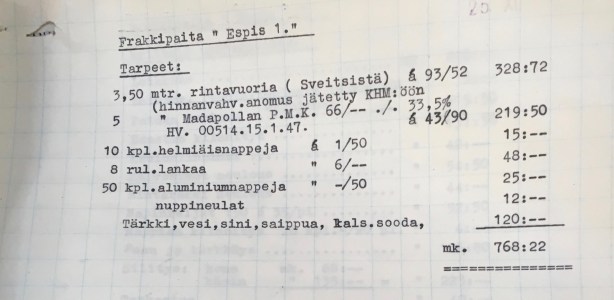 25
Frakkipaita " Espis 1."
Tarpeet:
3,50 mtr. rintavuoria ( Sveitsistä) á 93/52 328:72
(hinnanvahv.anomus jätetty KHM:öön
5 " Madapollan P.M.K. 66/-- ./. 33,5%
HV. 00514.15.1.47. á 43/90 219:50
10 kpl.helmiäisnappeja á 1/50 15:--
8 rul.lankaa " 6/-- 48:--
50 kpl.aluminiumnappeja " -/50 25:--
nuppineulat 12:--
Tärkki,vesi,sini,saippua, kals.sooda, 120:--
mk. 768:22